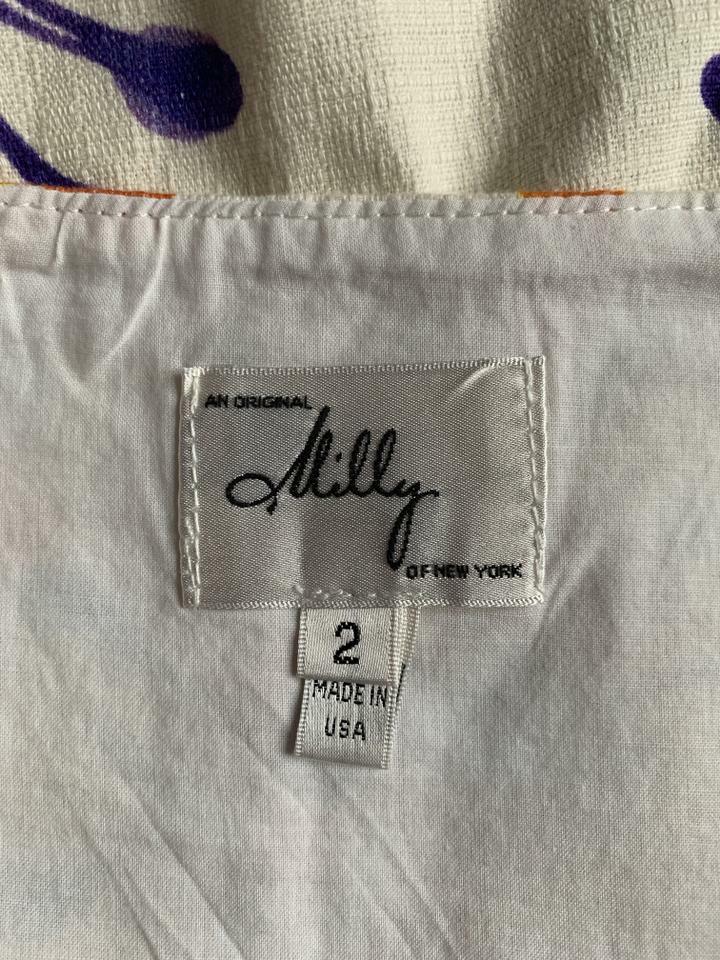 AN ORIGINAL
Milly
OF NEW YORK
2
MADE IN
USA